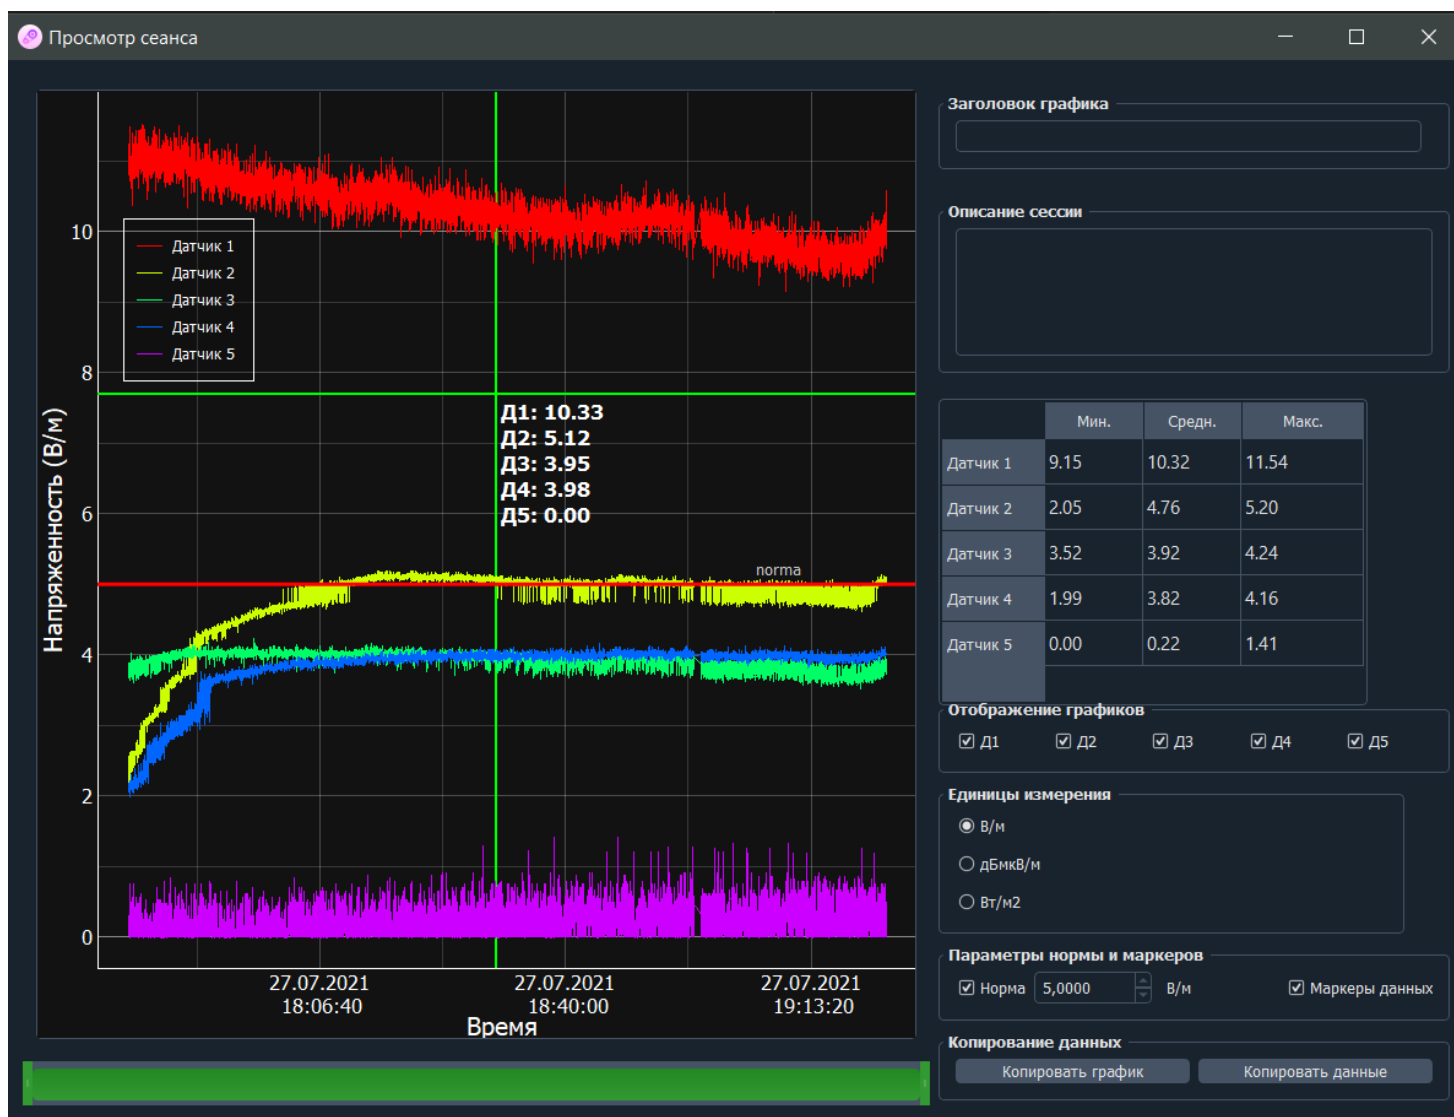 Просмотр сеанса
10
8
6
4
2
0
Напряженность (В/м)
Датчик 1
Датчик 2
Датчик 3
Датчик 4
Датчик 5
Д1: 10.33
Д2: 5.12
Д3: 3.95
Д4: 3.98
Д5: 0.00
norma
27.07.2021 27.07.2021 27.07.2021
18:06:40 18:40:00 19:13:20
Время
Заголовок графика
Описание сессии
Мин. Средн. Макс.
Датчик 1 9.15 10.32 11.54
Датчик 2 2.05 4.76 5.20
Датчик 3 3.52 3.92 4.24
Датчик 4 1.99 3.82 4.16
Датчик 5 0.00 0.22 1.41
Отображение графиков
Д1 Д2 Д3 Д4 Д5
Единицы измерения
В/м
дБмкВ/м
Вт/м2
Параметры нормы и маркеров
Норма 5,0000 В/м Маркеры данных
Копирование данных
Копировать график Копировать данные